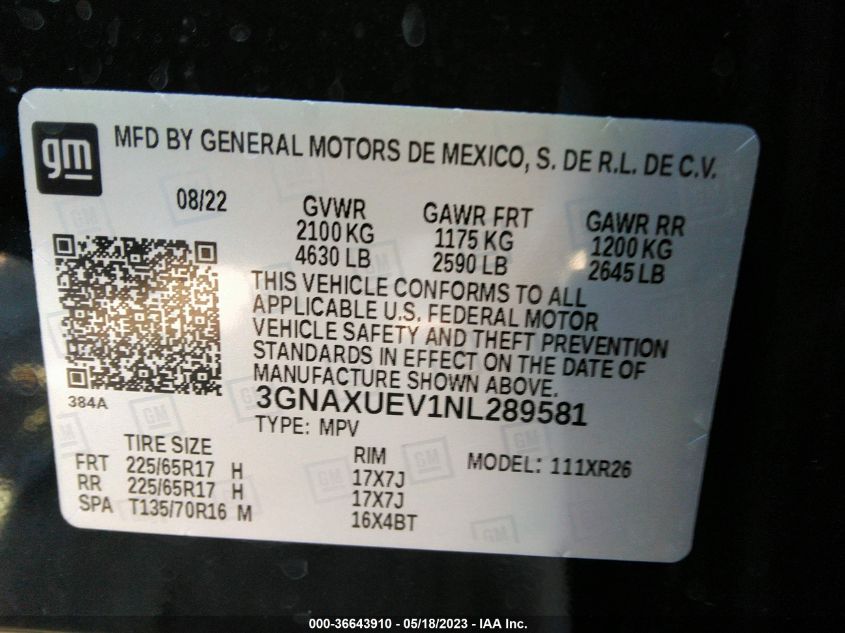 gm
MFD BY GENERAL MOTORS DE MEXICO, S. DE R.L. DE C.V.
08/22
GVWR GAWR FRT GAWR RR
2100 KG 1175 KG 1200 KG
4630 LB 2590 LB 2645 LB
THIS VEHICLE CONFORMS TO ALL
APPLICABLE U.S. FEDERAL MOTOR
VEHICLE SAFETY AND THEFT PREVENTION
STANDARDS IN EFFECT ON THE DATE OF
MANUFACTURE SHOWN ABOVE.
384A
3GNAXUEV1NL289581
TYPE: MPV
TIRE SIZE RIM MODEL: 111XR26
FRT 225/65R17 H 17X7J
RR 225/65R17 H 17X7J
SPA T135/70R16 M 16X4BT
000-36643910 - 05/18/2023 - IAA Inc.